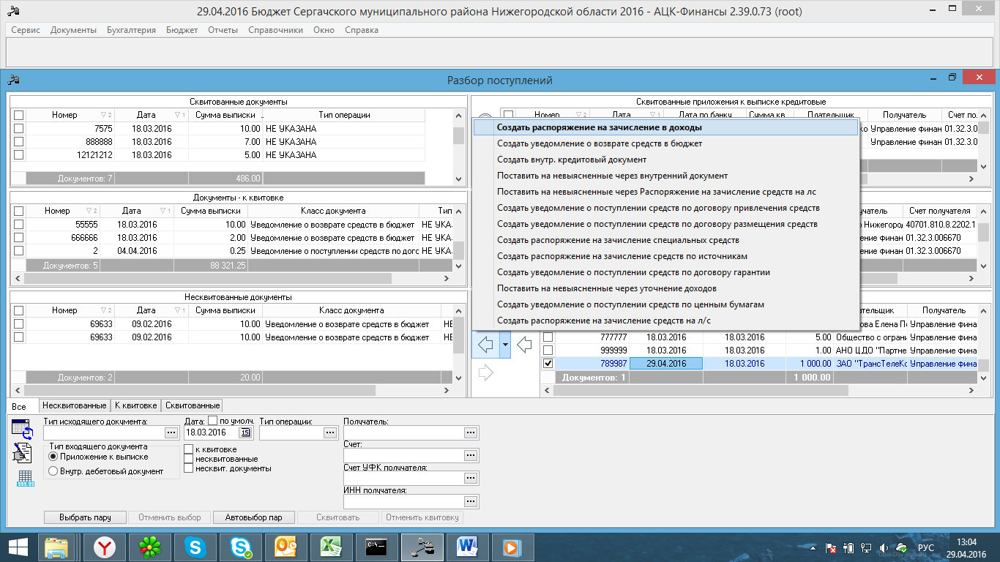 29.04.2016 Бюджет Сергачского муниципального района Нижегородской области 2016 - АЦК-Финансы 2.39.0.73 (root)
Сервис Документы Бухгалтерия Бюджет Отчеты Справочники Окно Справка
Разбор поступлений
Сквитованные документы
Номер 2 Дата 1 Сумма выписки .. Тип операции
7575 18.03.2016 10.00 НЕ УКАЗАНА
888888 18.03.2016 7.00 НЕ УКАЗАНА
12121212 18.03.2016 5.00 НЕ УКАЗАНА
Документов: 7 486.00
Документы - к квитовке
Номер 2 Дата 1 Сумма выписки Класс документа Тип
55555 18.03.2016 10.00 Уведомление о возврате средств в бюджет НЕ УКА.
666666 18.03.2016 2.00 Уведомление о возврате средств в бюджет НЕ УКА.
2 04.04.2016 0.25 Уведомление о поступлении средств по дого НЕ УКА.
Документов: 5 88 321.25
Несквитованные документы
Номер 2 Дата 1 Сумма выписки Класс документа
69633 09.02.2016 10.00 Уведомление о возврате средств в бюджет НЕ
69633 09.02.2016 10.00 Уведомление о возврате средств в бюджет НЕ
Документов: 2 20.00
Сквитованные приложения к выписке кредитовые
Номер 2 Дата 1 Дата по банку Сумма кв. Плательщик Получатель Счет по.
ко Управление финан 01.32.3.0
Управление финан 01.32.3.0
Создать распоряжение на зачисление в доходы
Создать уведомление о возврате средств в бюджет
Создать внутр. кредитовый документ
Поставить на невыясненные через внутренний документ
Поставить на невыясненные через Распоряжение на зачисление средств на лс
Создать уведомление о поступлении средств по договору привлечения средств
Создать уведомление о поступлении средств по договору размещения средств
Создать распоряжение на зачисление специальных средств
Создать распоряжение на зачисление средств по источникам
Создать уведомление о поступлении средств по договору гарантии
Поставить на невыясненные через уточнение доходов
Создать уведомление о поступлении средств по ценным бумагам
Создать распоряжение на зачисление средств на л/с
учатель Счет получателя
о Нижегород 40701.810.8.2202.1
ение финан 01.32.3.006670
ение финан 01.32.3.006670
ательщик Получатель
ова Елена П Управление фина
777777 18.03.2016 18.03.2016 5.00 Общество с ограни Управление фина
999999 18.03.2016 18.03.2016 1.00 АНО ЦДО "Партне Управление фина
789987 29.04.2016 18.03.2016 1 000.00 ЗАО "ТрансТелеКо Управление фина
Документов: 1 1 000.00
Все Несквитованные К квитовке Сквитованные
Тип исходящего документа: Дата: по умолч. Тип операции: Получатель:
18.03.2016 15
Тип входящего документа
Приложение к выписке
Внутр. дебетовый документ
к квитовке
несквитованные
несквит. документы
Счет:
Счет УФК получателя:
ИНН получателя:
999.99
Выбрать пару Отменить выбор Автовыбор пар Сквитовать Отменить квитовку
РУС 13:04
29.04.2016